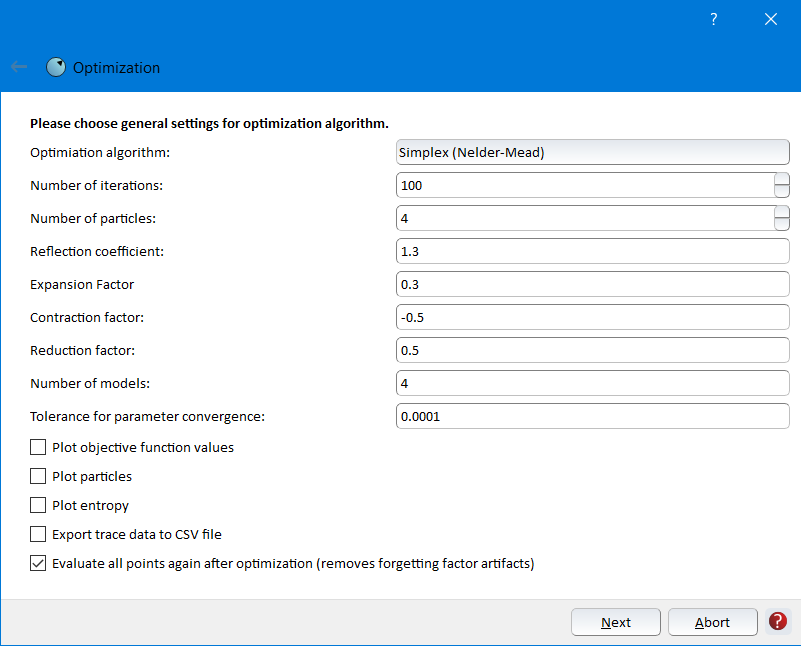 ?
Optimization
Please choose general settings for optimization algorithm.
Optimiation algorithm: Simplex (Nelder-Mead)
Number of iterations: 100
Number of particles: 4
Reflection coefficient: 1.3
Expansion Factor 0.3
Contraction factor: -0.5
Reduction factor: 0.5
Number of models: 4
Tolerance for parameter convergence: 0.0001
Plot objective function values
Plot particles
Plot entropy
Export trace data to CSV file
Evaluate all points again after optimization (removes forgetting factor artifacts)
Next Abort ?